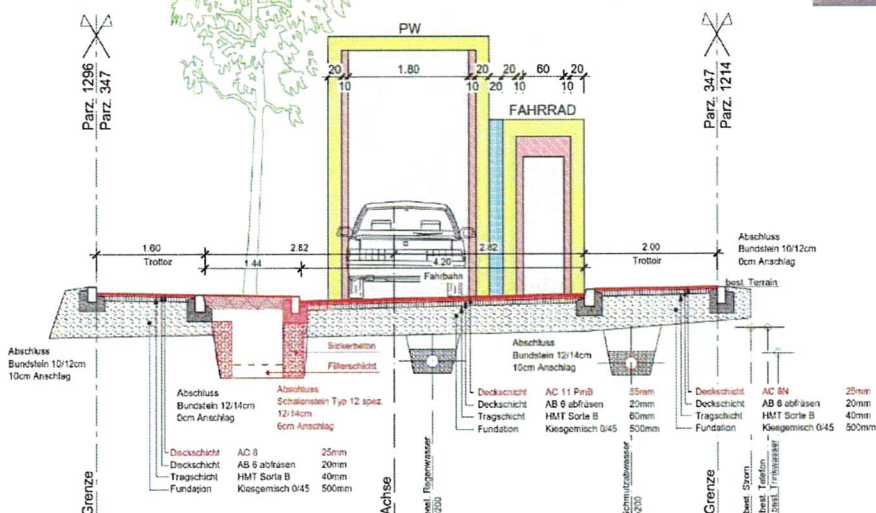 PW
Parz. 1296
Parz. 347
20 1.80 20 20 60 20
10 10 20 10 10
FAHRRAD
Parz. 347
Parz. 1214
1.60 2.82 2.82 2.00
Trottoir
1.44 4.20
Fahrbahn
Trottoir
Abschluss
Bundstein 10/12cm
0cm Anschlag
best. Terrain
Abschluss
Bundstein 10/12cm
10cm Anschlag
Abschluss
Bundstein 12/14cm
0cm Anschlag
Sickerbeton
Filterschicht
Abschluss
Schalenstein Typ 12 spez.
12/14cm
6cm Anschlag
Abschluss
Bundstein 12/14cm
10cm Anschlag
Deckschicht AC 8 25mm
Deckschicht AB 6 abfräsen 20mm
Tragschicht HMT Sorte B 40mm
Fundation Kiesgemisch 0/45 500mm
Deckschicht AC 11 PmB 35mm
Deckschicht AB 6 abfräsen 20mm
Tragschicht HMT Sorte B 60mm
Fundation Kiesgemisch 0/45 500mm
Deckschicht AC 8N 25mm
Deckschicht AB 6 abfräsen 20mm
Tragschicht HMT Sorte B 40mm
Fundation Kiesgemisch 0/45 500mm
Grenze
Achse
best. Regenwasser
Schmutzabwasser
Grenze
best. Strom
best. Telefon
best. Trinkwasser